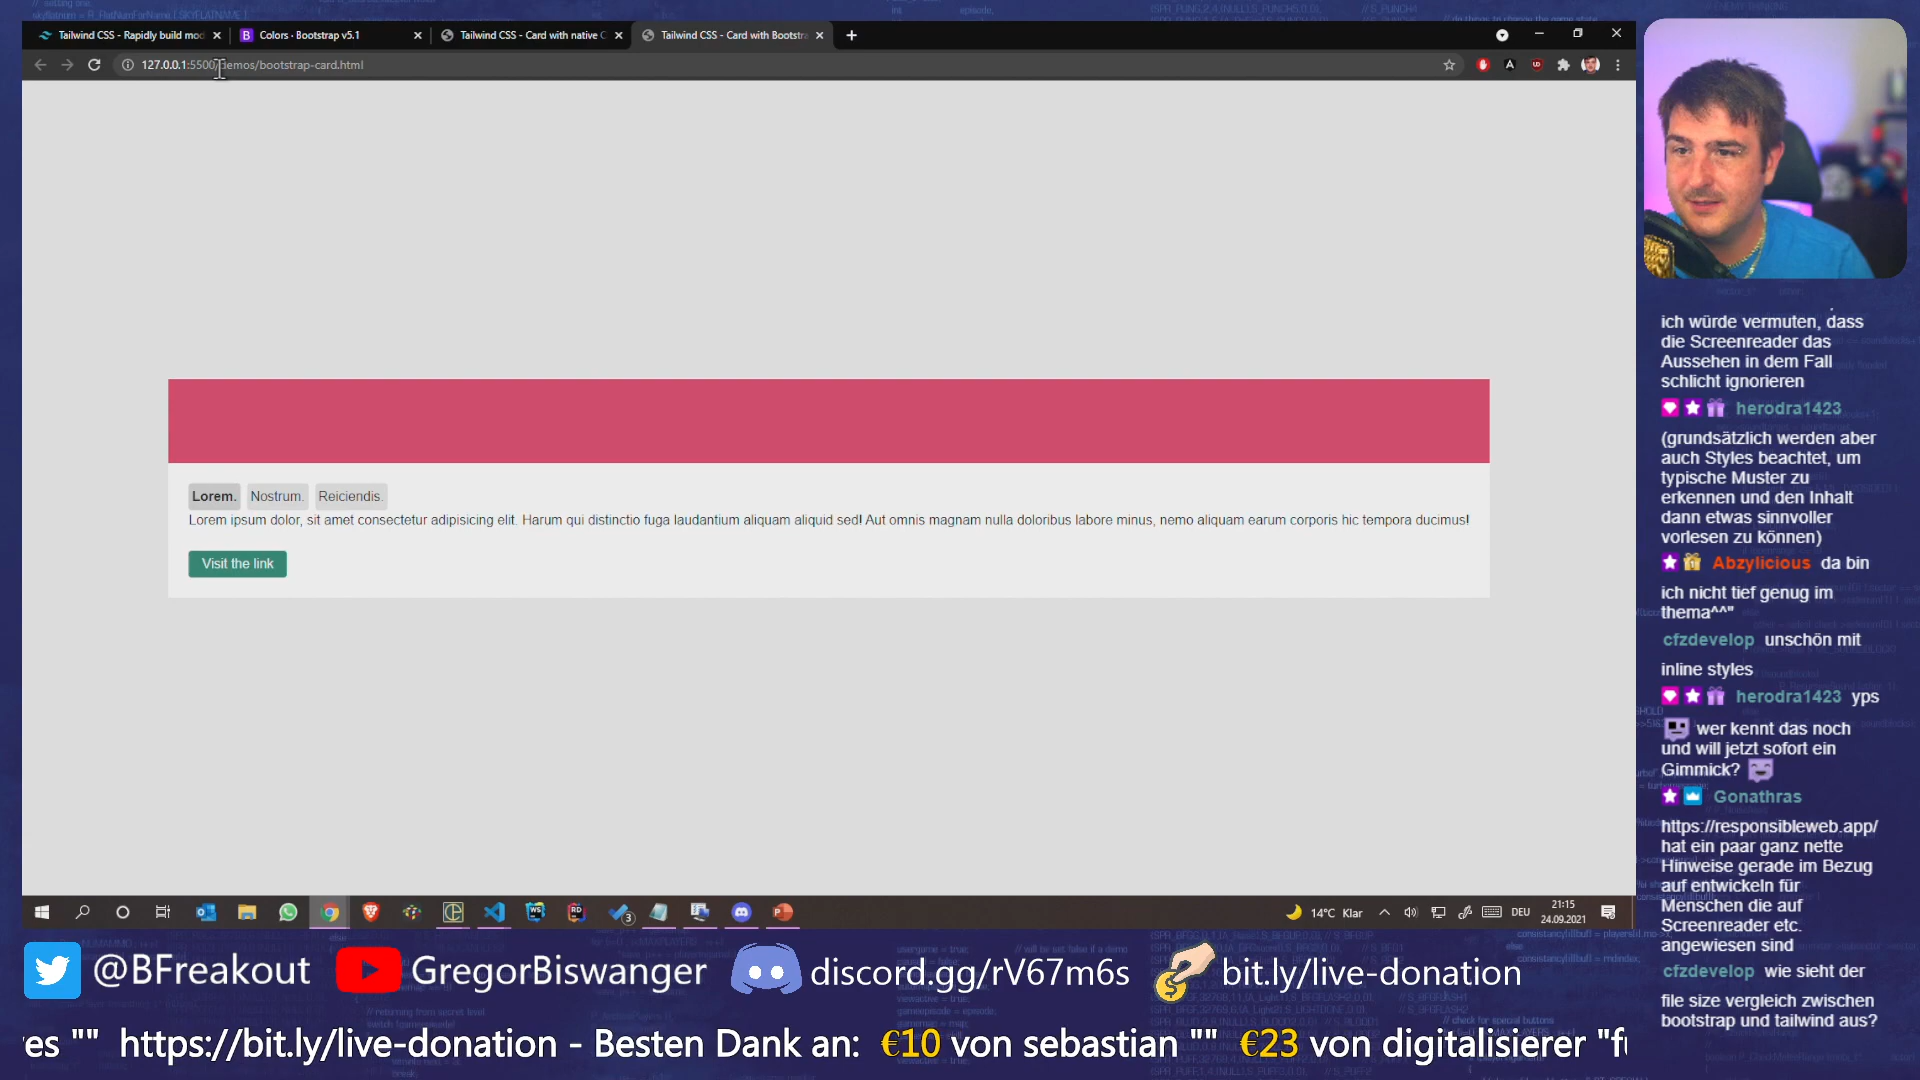 Tailwind CSS - Rapidly build mod
Colors · Bootstrap v5.1
Tailwind CSS - Card with native C
Tailwind CSS - Card with Bootstra
127.0.0.1:5500/demos/bootstrap-card.html
Lorem. Nostrum. Reiciendis.
Lorem ipsum dolor, sit amet consectetur adipisicing elit. Harum qui distinctio fuga laudantium aliquam aliquid sed! Aut omnis magnam nulla doloribus labore minus, nemo aliquam earum corporis hic tempora ducimus!
Visit the link
ich würde vermuten, dass
die Screenreader das
Aussehen in dem Fall
schlicht ignorieren
herodra1423
(grundsätzlich werden aber
auch Styles beachtet, um
typische Muster zu
erkennen und den Inhalt
dann etwas sinnvoller
vorlesen zu können)
Abzylicious da bin
ich nicht tief genug im
thema^^"
cfzdevelop unschön mit
inline styles
herodra1423 yps
wer kennt das noch
und will jetzt sofort ein
Gimmick?
Gonathras
https://responsibleweb.app/
hat ein paar ganz nette
Hinweise gerade im Bezug
auf entwickeln für
Menschen die auf
Screenreader etc.
angewiesen sind
cfzdevelop wie sieht der
file size vergleich zwischen
bootstrap und tailwind aus?
3
14°C Klar
DEU
21:15
24.09.2021
@BFreakout
GregorBiswanger
discord.gg/rV67m6s
bit.ly/live-donation
es "" https://bit.ly/live-donation - Besten Dank an: €10 von sebastian "" €23 von digitalisierer "fu